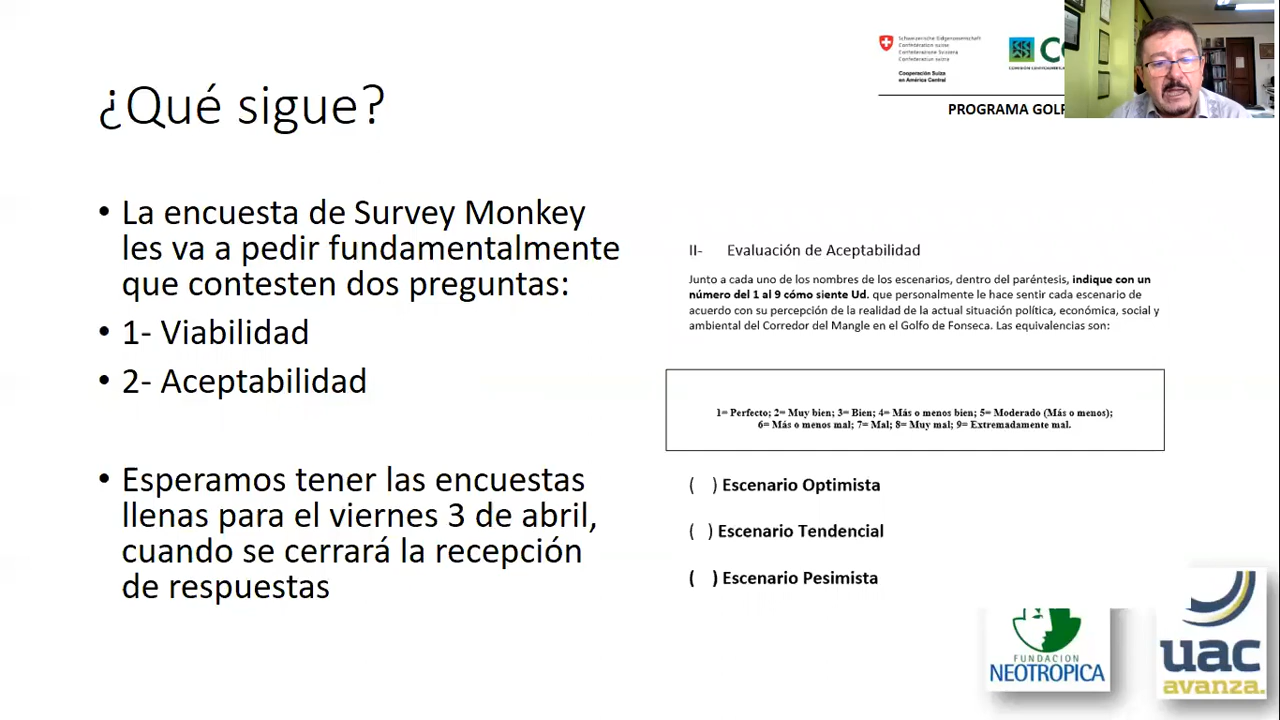 Cooperación Suiza
en América Central
PROGRAMA
¿Qué sigue?
• La encuesta de Survey Monkey
les va a pedir fundamentalmente
que contesten dos preguntas:
• 1- Viabilidad
• 2- Aceptabilidad
• Esperamos tener las encuestas
llenas para el viernes 3 de abril,
cuando se cerrará la recepción
de respuestas
II- Evaluación de Aceptabilidad
Junto a cada uno de los nombres de los escenarios, dentro del paréntesis, indique con un
número del 1 al 9 cómo siente Ud. que personalmente le hace sentir cada escenario de
acuerdo con su percepción de la realidad de la actual situación política, económica, social y
ambiental del Corredor del Mangle en el Golfo de Fonseca. Las equivalencias son:
1= Perfecto; 2= Muy bien; 3= Bien; 4= Más o menos bien; 5= Moderado (Más o menos);
6= Más o menos mal; 7= Mal; 8= Muy mal; 9= Extremadamente mal.
( ) Escenario Optimista
( ) Escenario Tendencial
( ) Escenario Pesimista
FUNDACION
NEOTROPICA
uac
avanza.